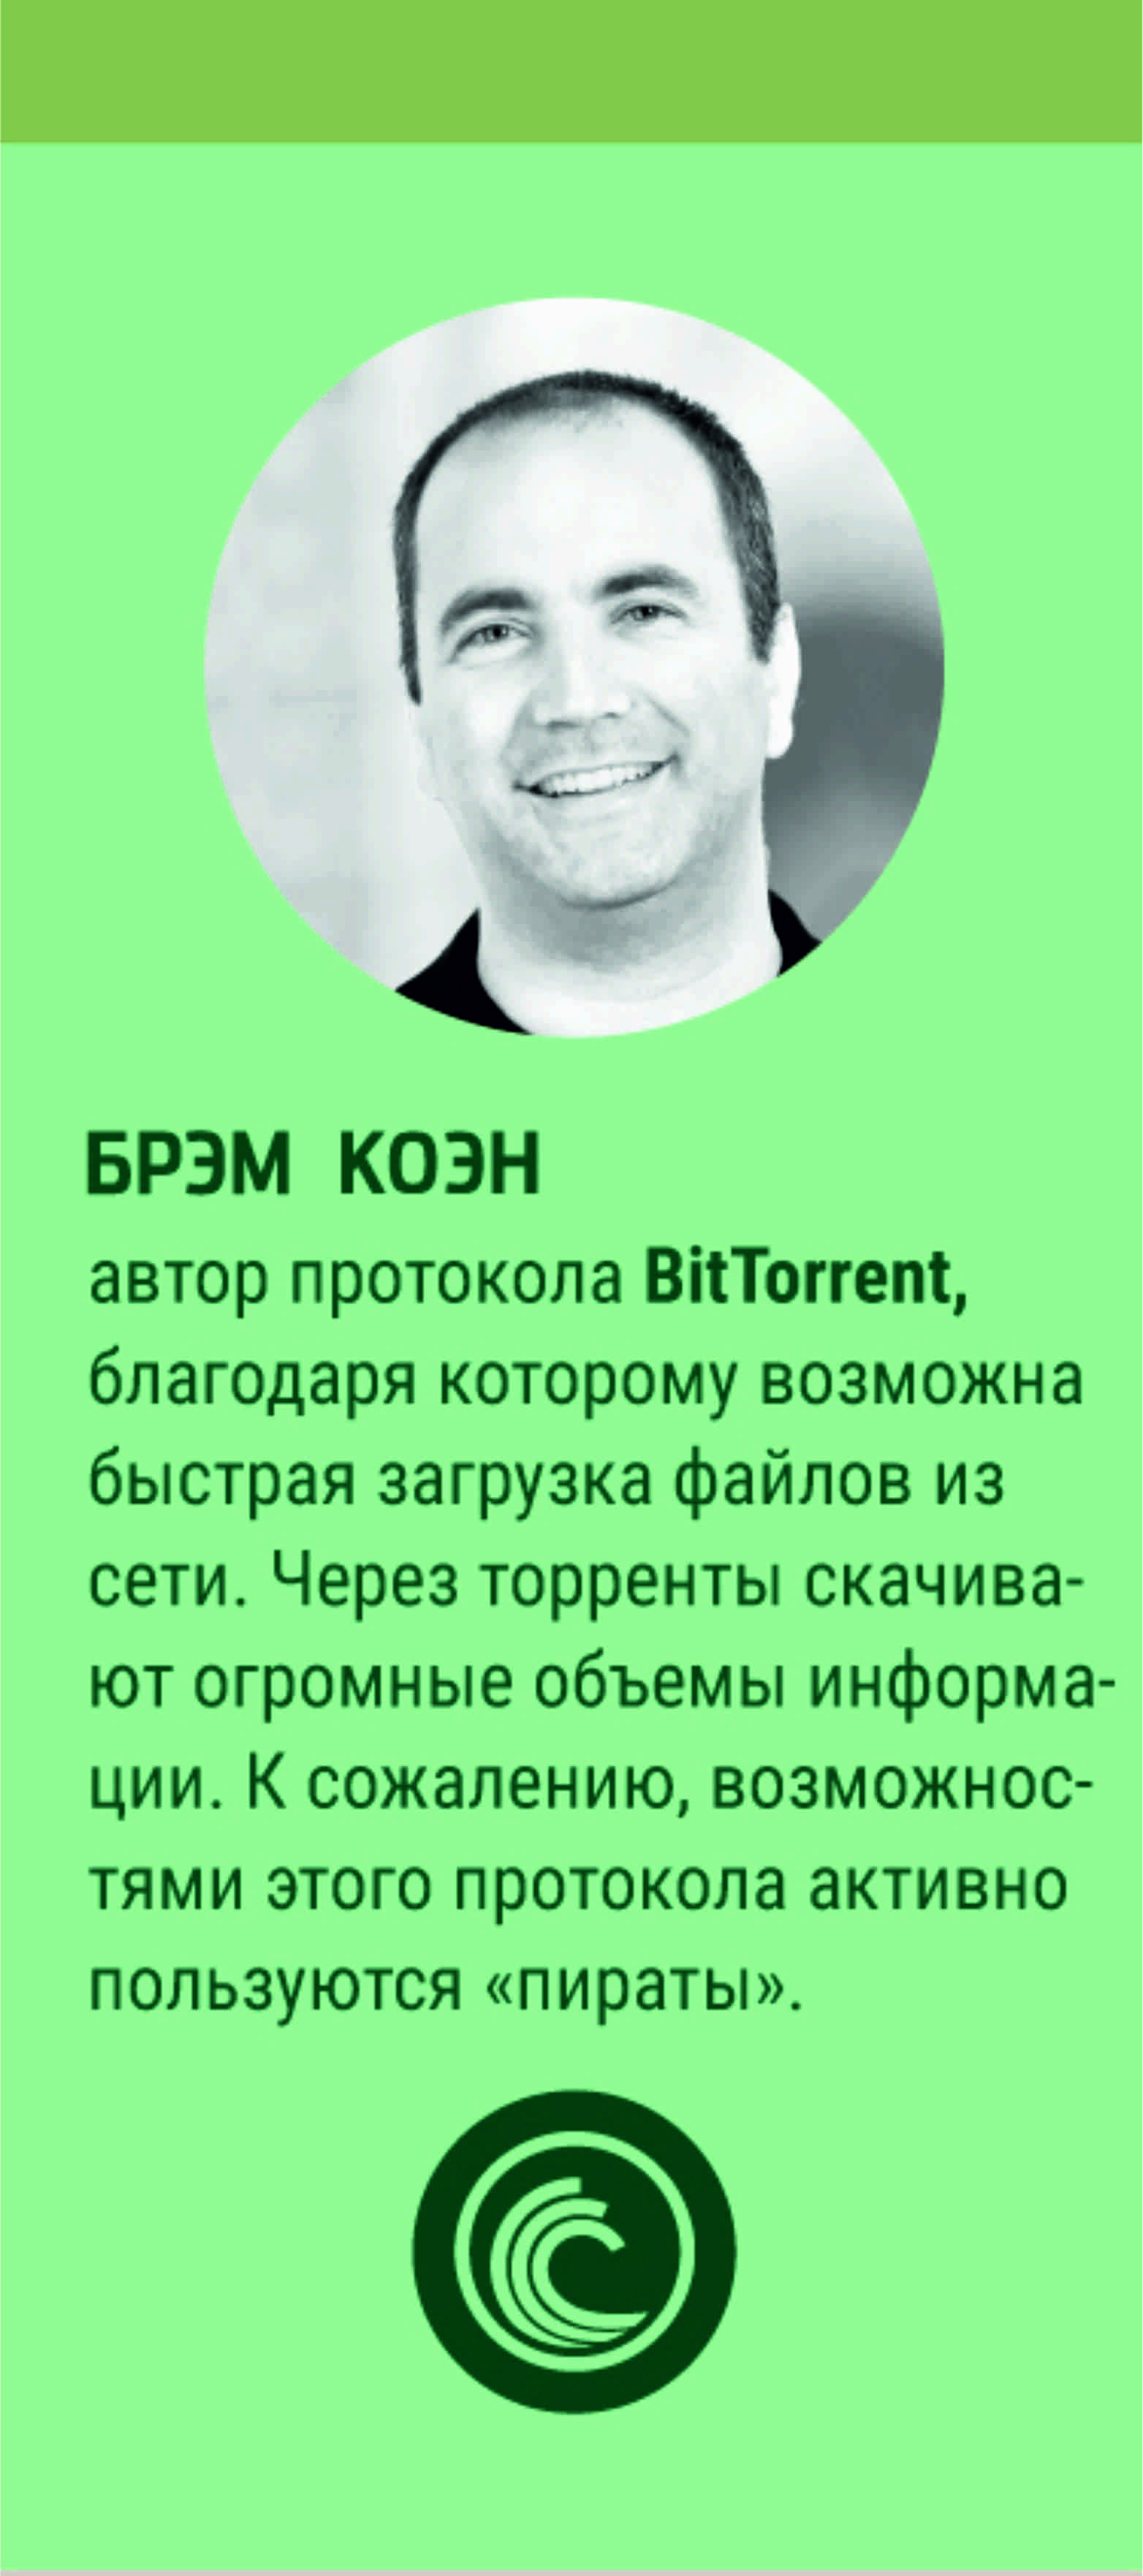 БРЭМ КОЭН
автор протокола BitTorrent,
благодаря которому возможна
быстрая загрузка файлов из
сети. Через торренты скачива-
ют огромные объемы информа-
ции. К сожалению, возможнос-
тями этого протокола активно
пользуются «пираты».